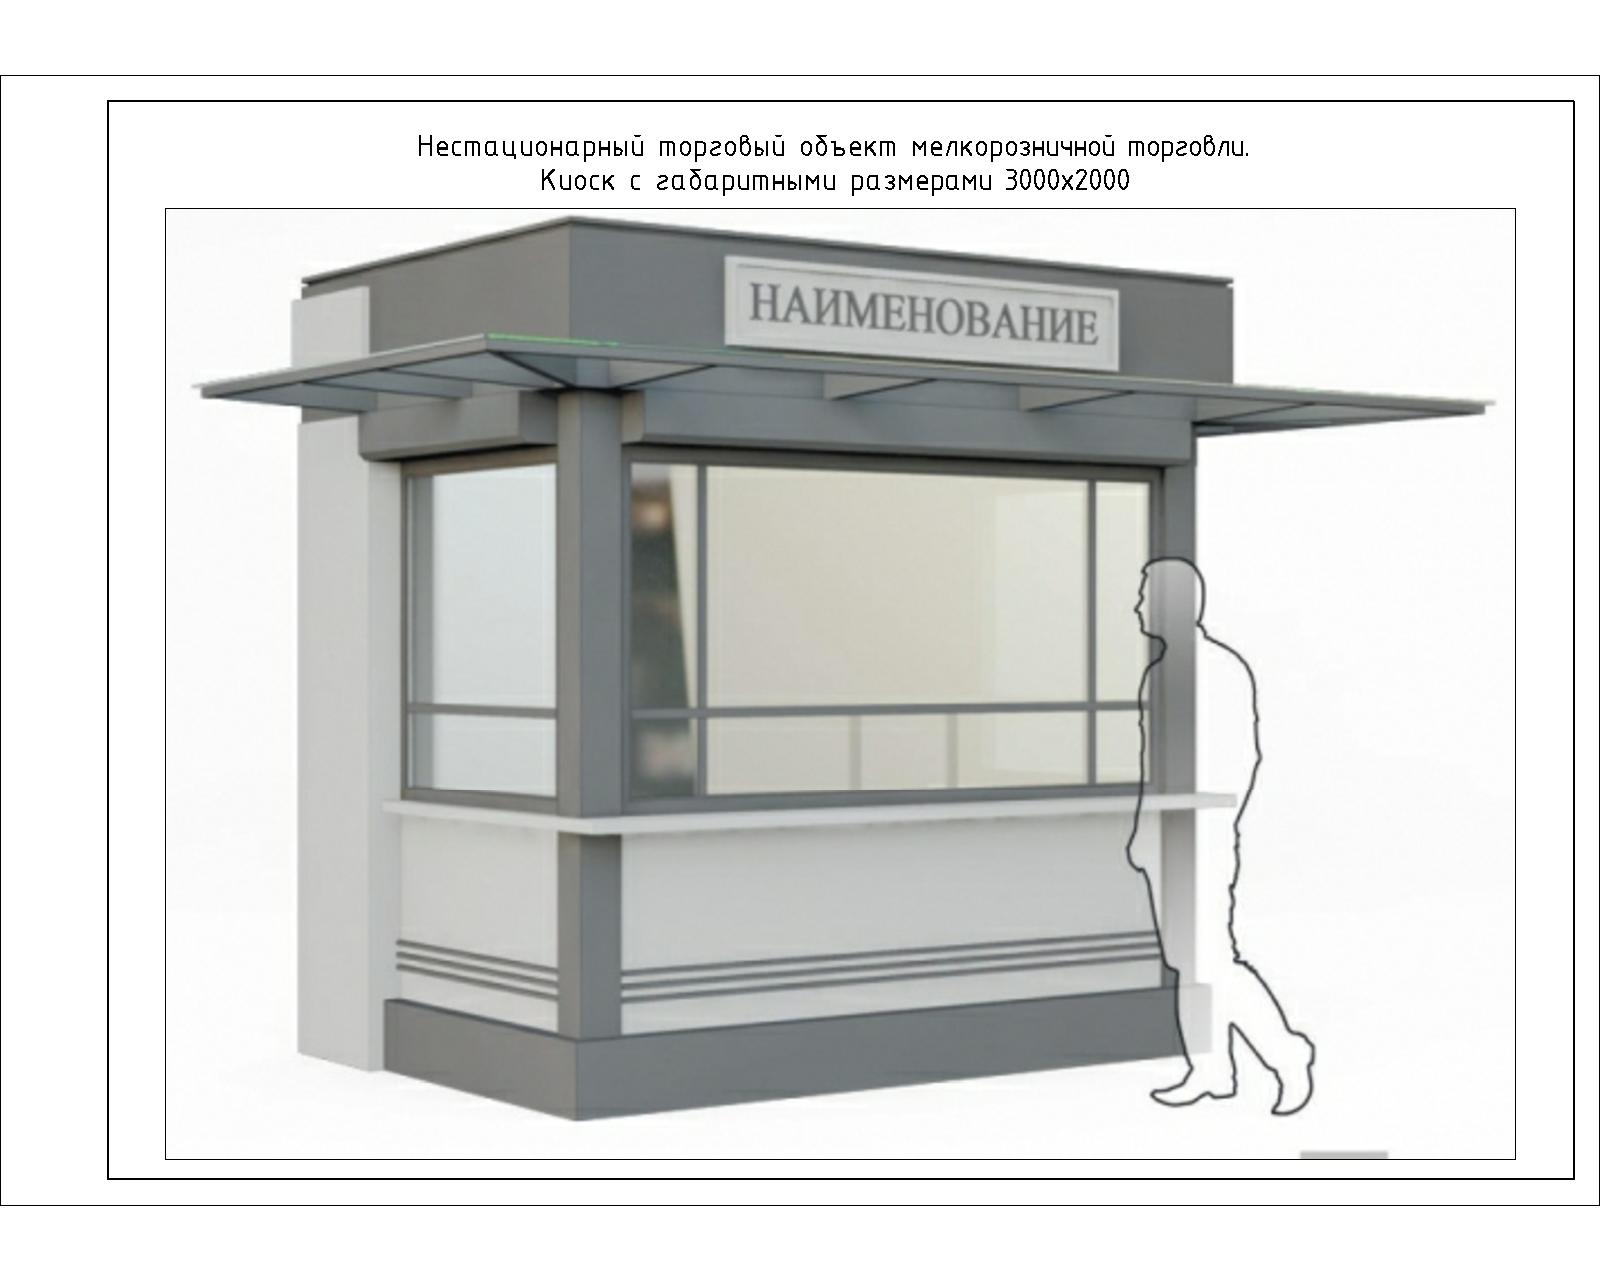 Нестационарный торговый объект мелкорозничной торговли.
Киоск с габаритными размерами 3000х2000
НАИМЕНОВАНИЕ